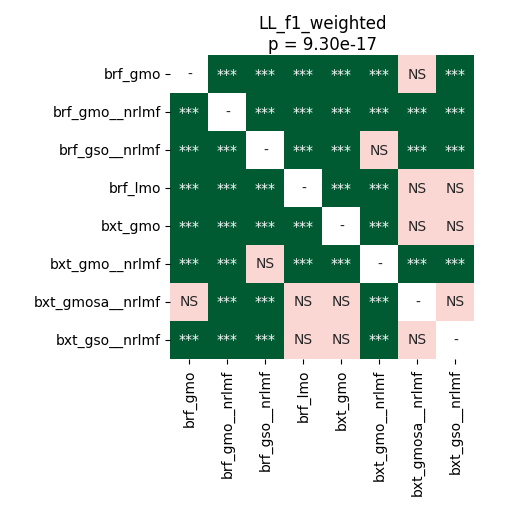 LL_f1_weighted
p = 9.30e-17
brf_gmo - *** *** *** *** *** NS ***
brf_gmo__nrlmf *** - *** *** *** *** *** ***
brf_gso__nrlmf *** *** - *** *** NS *** ***
brf_lmo *** *** *** - *** *** NS NS
bxt_gmo *** *** *** *** - *** NS NS
bxt_gmo__nrlmf *** *** NS *** *** - *** ***
bxt_gmosa__nrlmf NS *** *** NS NS *** - NS
bxt_gso__nrlmf *** *** *** NS NS *** NS -
brf_gmo
brf_gmo__nrlmf
brf_gso__nrlmf
brf_lmo
bxt_gmo
bxt_gmo__nrlmf
bxt_gmosa__nrlmf
bxt_gso__nrlmf